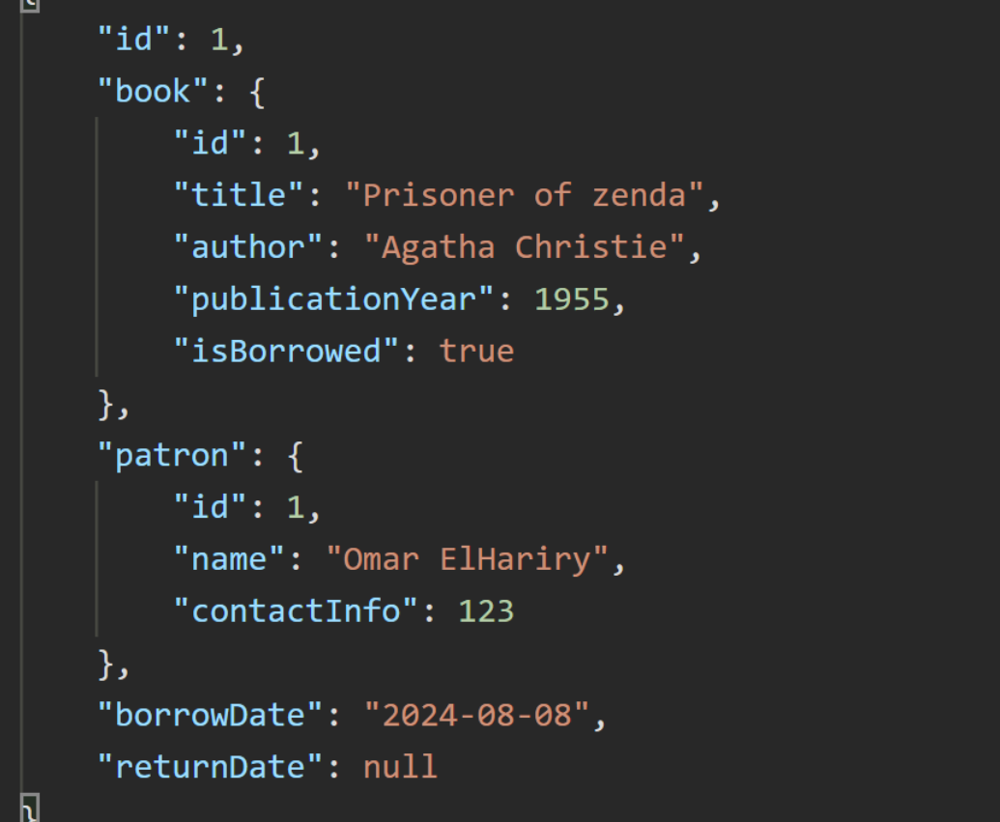 {
"id": 1,
"book": {
"id": 1,
"title": "Prisoner of zenda",
"author": "Agatha Christie",
"publicationYear": 1955,
"isBorrowed": true
},
"patron": {
"id": 1,
"name": "Omar ElHariry",
"contactInfo": 123
},
"borrowDate": "2024-08-08",
"returnDate": null
}